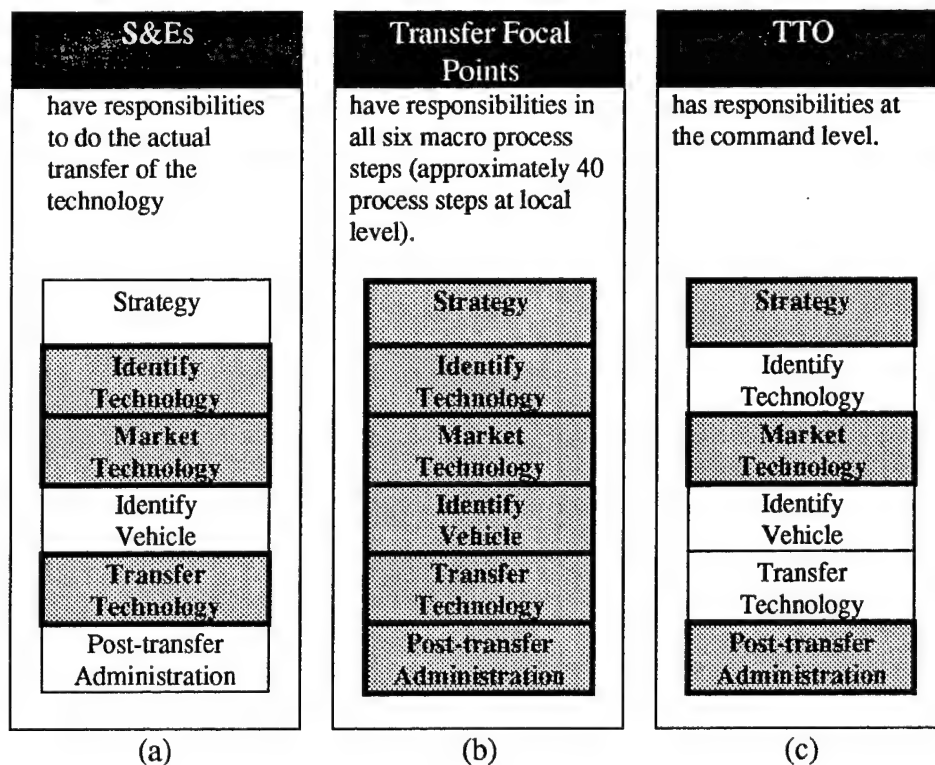 S&Es
have responsibilities
to do the actual
transfer of the
technology
Strategy
Identify
Technology
Market
Technology
Identify
Vehicle
Transfer
Technology
Post-transfer
Administration
(a)
Transfer Focal
Points
have responsibilities in
all six macro process
steps (approximately 40
process steps at local
level).
Strategy
Identify
Technology
Market
Technology
Identify
Vehicle
Transfer
Technology
Post-transfer
Administration
(b)
TTO
has responsibilities at
the command level.
Strategy
Identify
Technology
Market
Technology
Identify
Vehicle
Transfer
Technology
Post-transfer
Administration
(c)